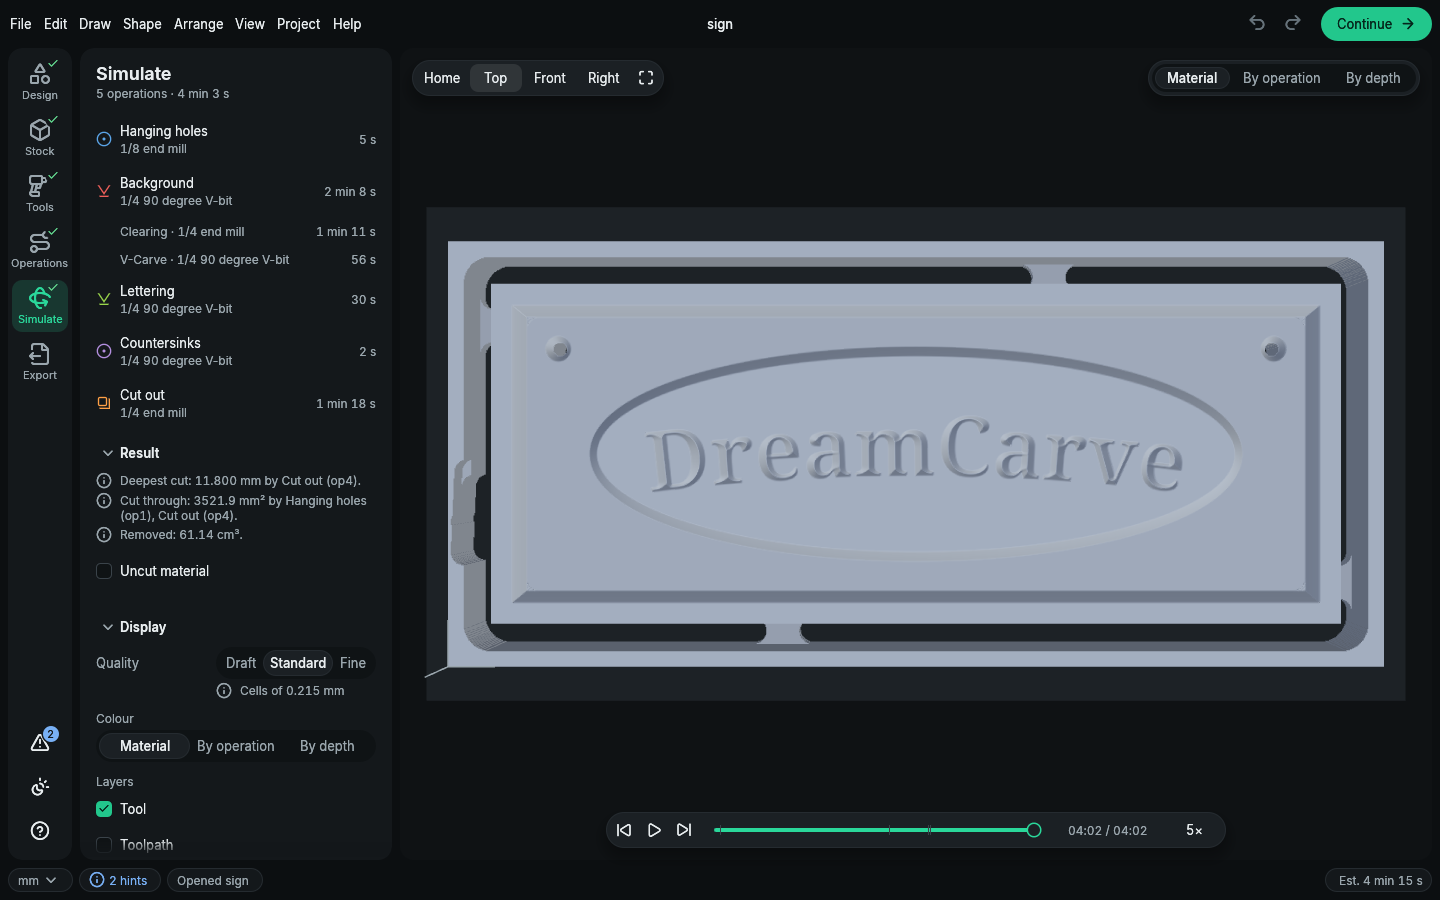 File Edit Draw Shape Arrange View Project Help
sign
Continue
Design
Stock
Tools
Operations
Simulate
Export
2
Simulate
5 operations · 4 min 3 s
Hanging holes
1/8 end mill
5 s
Background
1/4 90 degree V-bit
2 min 8 s
Clearing · 1/4 end mill 1 min 11 s
V-Carve · 1/4 90 degree V-bit 56 s
Lettering
1/4 90 degree V-bit
30 s
Countersinks
1/4 90 degree V-bit
2 s
Cut out
1/4 end mill
1 min 18 s
Result
Deepest cut: 11.800 mm by Cut out (op4).
Cut through: 3521.9 mm² by Hanging holes
(op1), Cut out (op4).
Removed: 61.14 cm³.
Uncut material
Display
Quality Draft Standard Fine
Cells of 0.215 mm
Colour
Material By operation By depth
Layers
Tool
Toolpath
Home Top Front Right
Material By operation By depth
DreamCarve
04:02 / 04:02 5×
mm 2 hints Opened sign
Est. 4 min 15 s